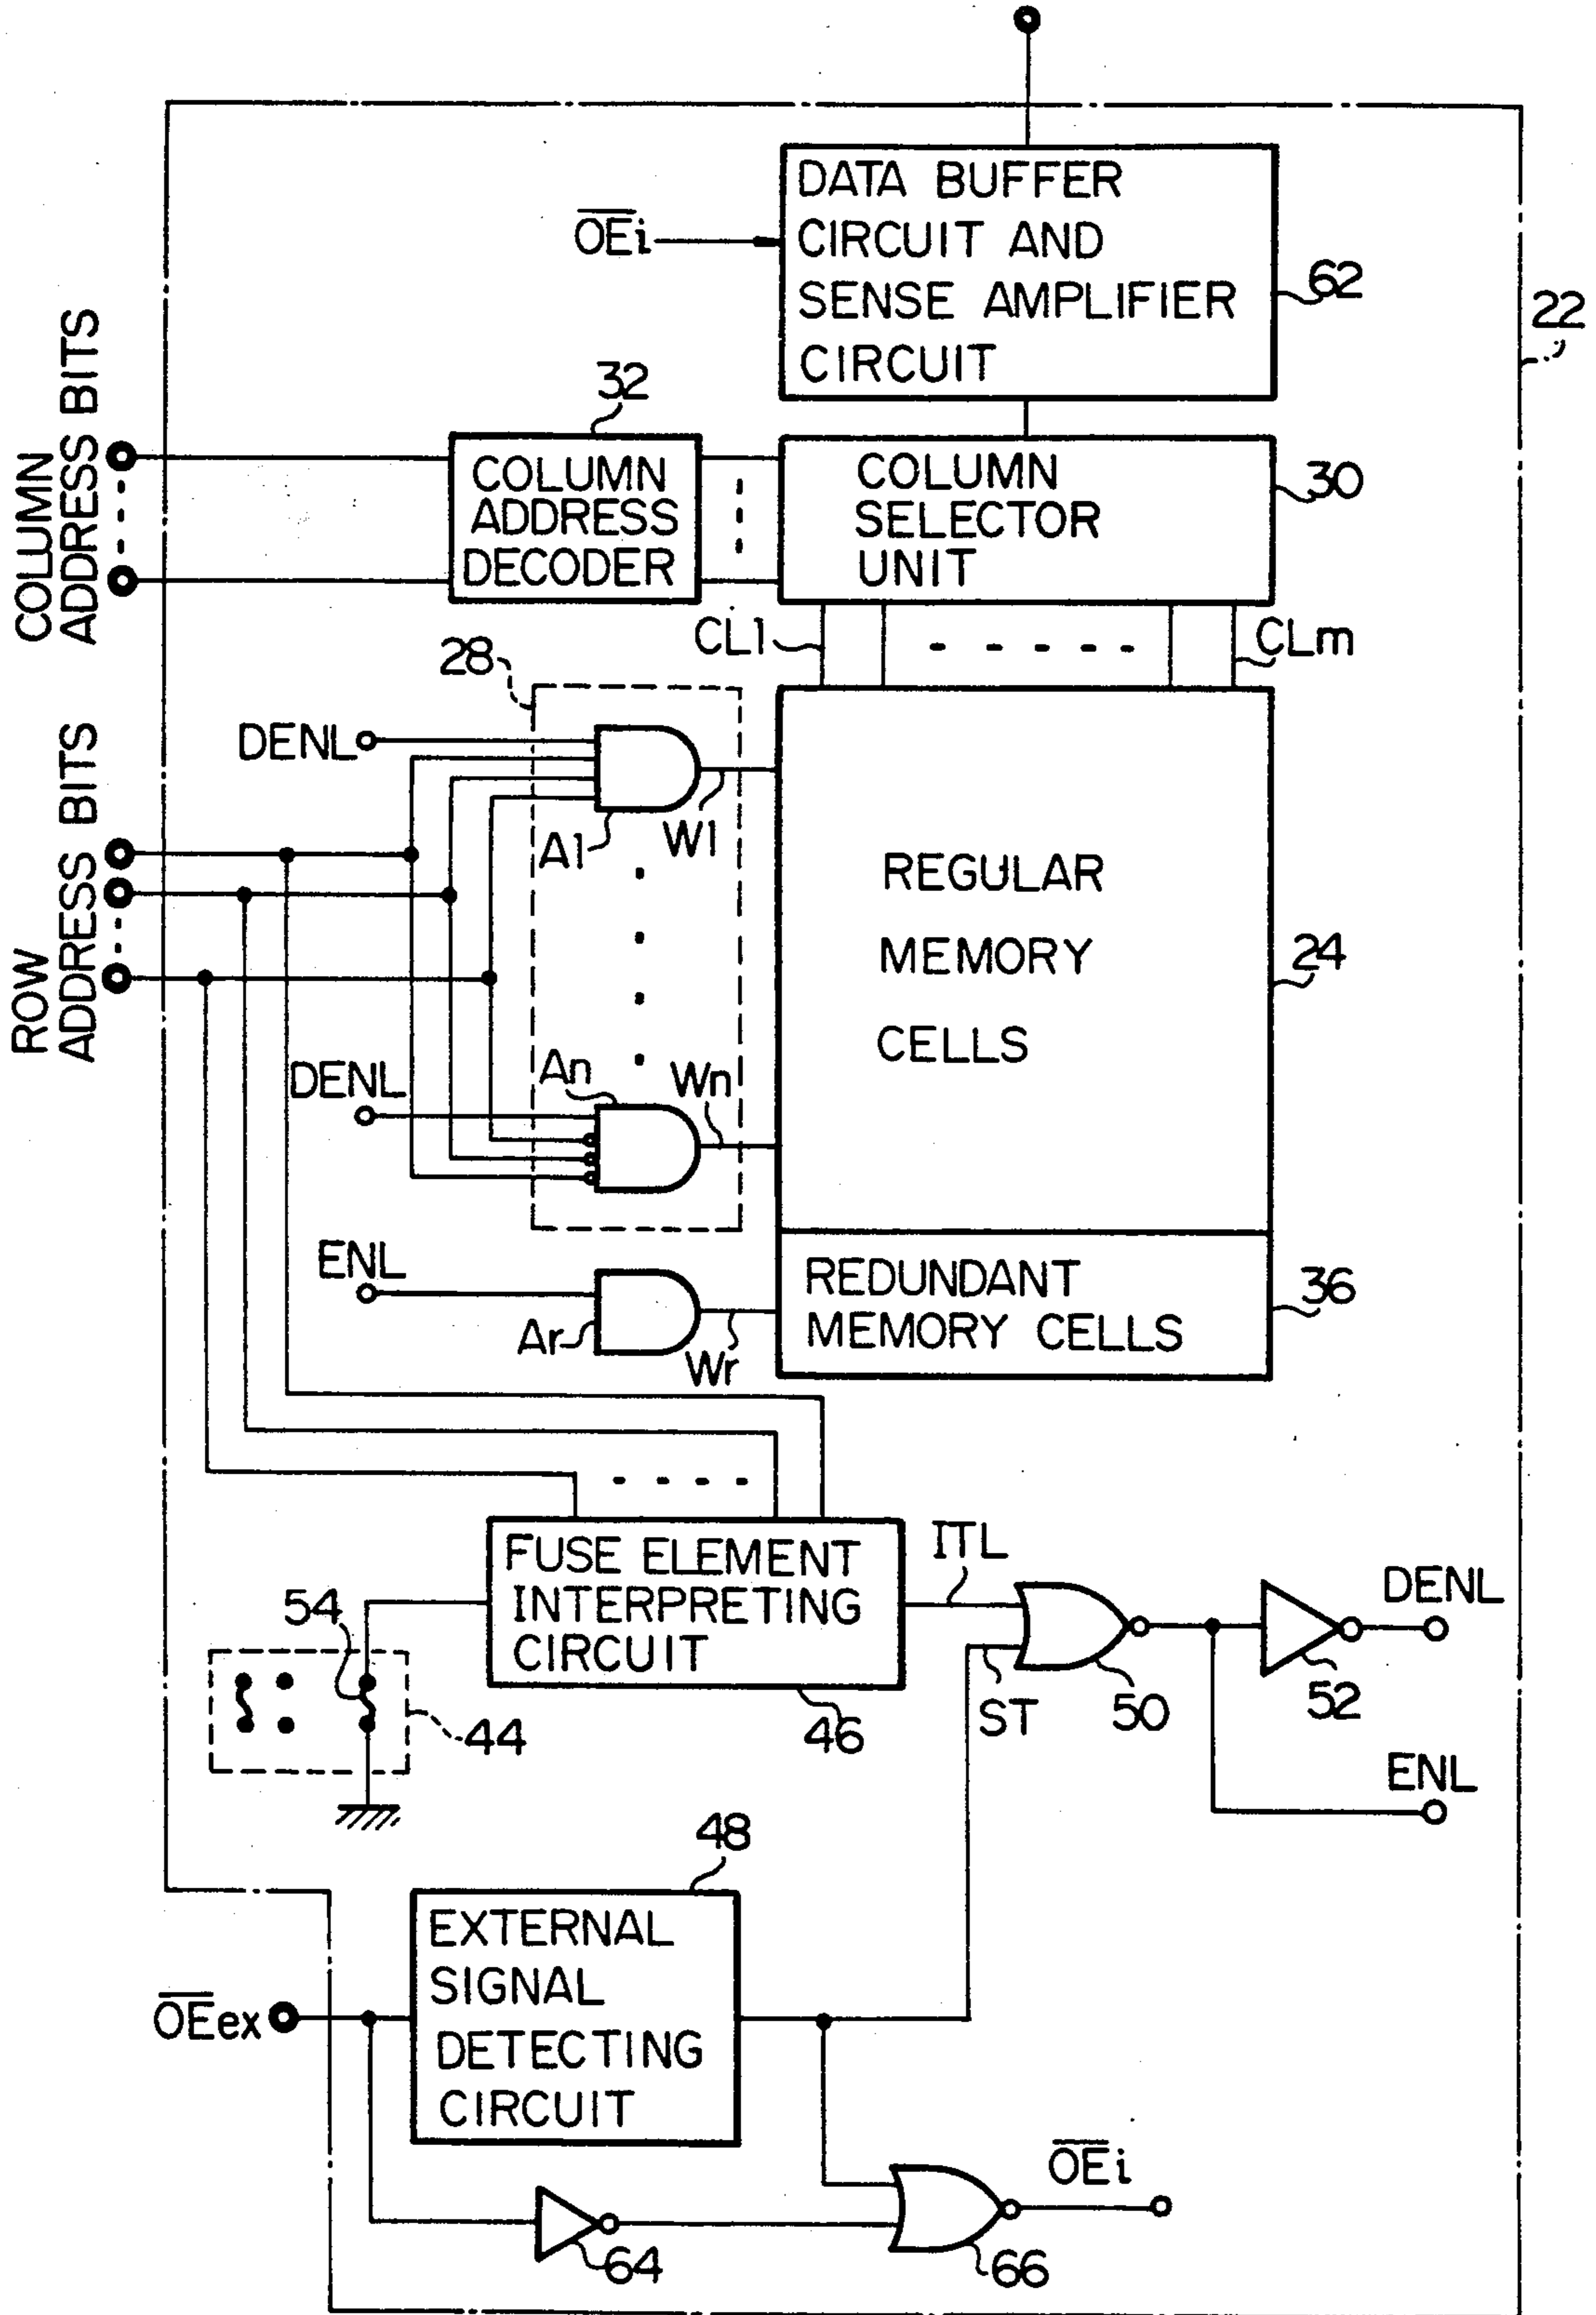 DATA BUFFER
CIRCUIT AND
SENSE AMPLIFIER
CIRCUIT
O̅E̅i
62
22
COLUMN
ADDRESS BITS
32
COLUMN
ADDRESS
DECODER
COLUMN
SELECTOR
UNIT
30
CL1
CLm
28
DENL
A1
W1
ROW
ADDRESS BITS
REGULAR
MEMORY
CELLS
24
DENL
An
Wn
ENL
Ar
Wr
REDUNDANT
MEMORY CELLS
36
FUSE ELEMENT
INTERPRETING
CIRCUIT
46
ITL
ST
50
52
DENL
ENL
54
44
48
EXTERNAL
SIGNAL
DETECTING
CIRCUIT
O̅E̅ex
O̅E̅i
64
66